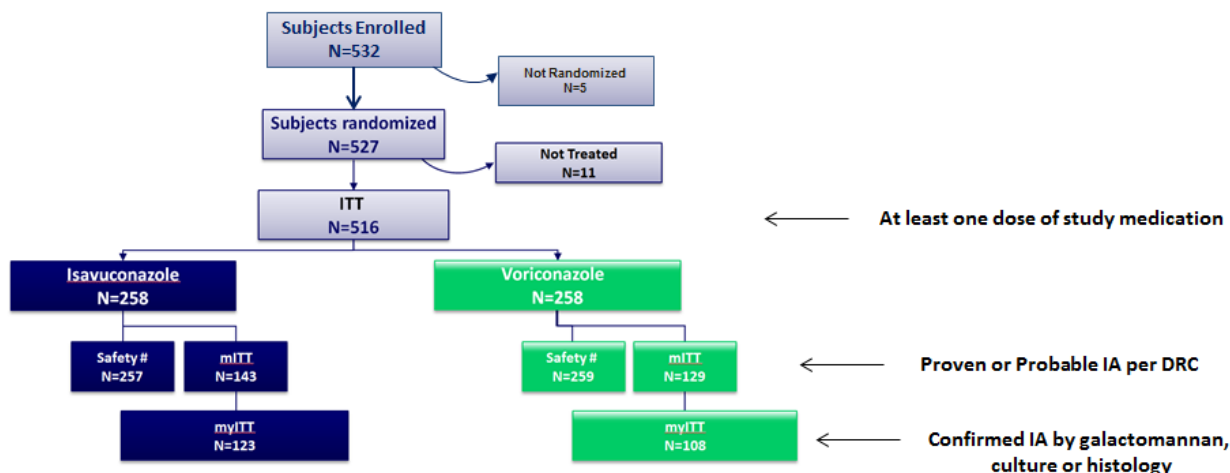 Subjects Enrolled
N=532
Not Randomized
N=5
Subjects randomized
N=527
Not Treated
N=11
ITT
N=516
At least one dose of study medication
Isavuconazole
N=258
Voriconazole
N=258
Safety #
N=257
mITT
N=143
Safety #
N=259
mITT
N=129
Proven or Probable IA per DRC
myITT
N=123
myITT
N=108
Confirmed IA by galactomannan,
culture or histology